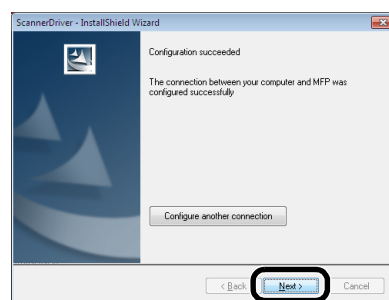 ScannerDriver - InstallShield Wizard
Configuration succeeded
The connection between your computer and MFP was
configured successfully
Configure another connection
< Back Next > Cancel